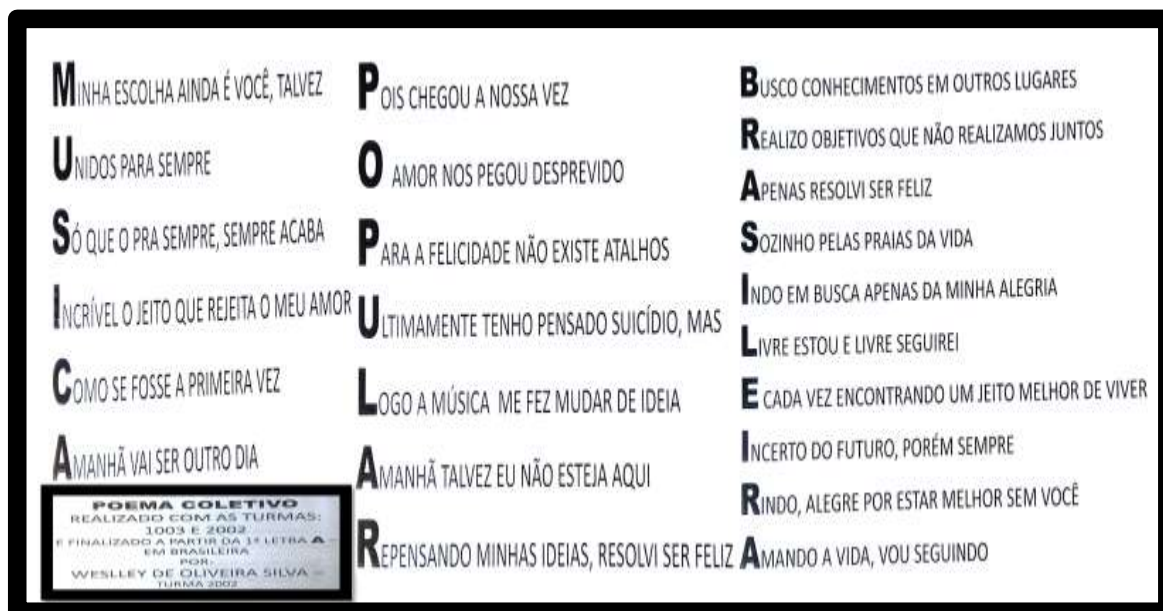 MINHA ESCOLHA AINDA É VOCÊ, TALVEZ
UNIDOS PARA SEMPRE
SÓ QUE O PRA SEMPRE, SEMPRE ACABA
INCRÍVEL O JEITO QUE REJEITA O MEU AMOR
COMO SE FOSSE A PRIMEIRA VEZ
AMANHÃ VAI SER OUTRO DIA
POIS CHEGOU A NOSSA VEZ
O AMOR NOS PEGOU DESPREVIDO
PARA A FELICIDADE NÃO EXISTE ATALHOS
ULTIMAMENTE TENHO PENSADO SUICÍDIO, MAS
LOGO A MÚSICA ME FEZ MUDAR DE IDEIA
AMANHÃ TALVEZ EU NÃO ESTEJA AQUI
REPENSANDO MINHAS IDEIAS, RESOLVI SER FELIZ
BUSCO CONHECIMENTOS EM OUTROS LUGARES
REALIZO OBJETIVOS QUE NÃO REALIZAMOS JUNTOS
APENAS RESOLVI SER FELIZ
SOZINHO PELAS PRAIAS DA VIDA
INDO EM BUSCA APENAS DA MINHA ALEGRIA
LIVRE ESTOU E LIVRE SEGUIREI
E CADA VEZ ENCONTRANDO UM JEITO MELHOR DE VIVER
INCERTO DO FUTURO, PORÉM SEMPRE
RINDO, ALEGRE POR ESTAR MELHOR SEM VOCÊ
AMANDO A VIDA, VOU SEGUINDO
POEMA COLETIVO
REALIZADO COM AS TURMAS:
1003 E 2002
E FINALIZADO A PARTIR DA 1ª LETRA A –
EM BRASILEIRA
POR:
WESLLEY DE OLIVEIRA SILVA –
TURMA 2002